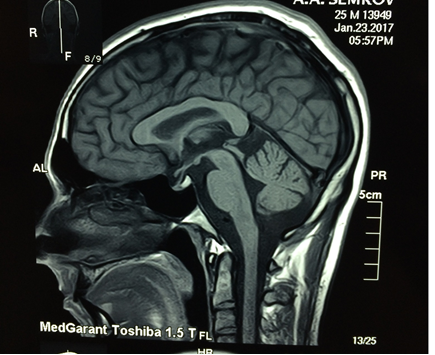 R
F
8/9
25 M 13949
Jan.23.2017
05:57PM
AL
PR
5cm
MedGarant Toshiba 1.5 T
FL
HR
13/25